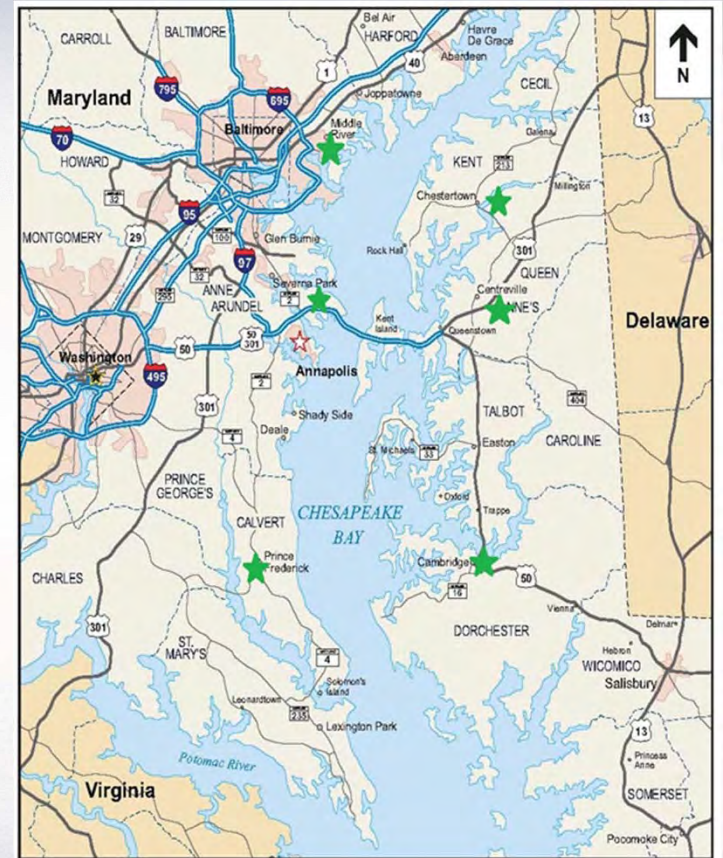 Bel Air
CARROLL
BALTIMORE
HARFORD
Havre
De Grace
N
1
40
Aberdeen
795
695
CECIL
Joppatowne
Maryland
13
Baltimore
Middle
River
Galena
70
KENT
213
HOWARD
Millington
32
Chestertown
95
29
100
Glen Burnie
MONTGOMERY
Rock Hall
301
97
32
QUEEN
ANNE
Severna Park
Centreville
295
2
ARUNDEL
NNE'S
Kent
Island
Delaware
50
301
Queenstown
50
Washington
495
Annapolis
2
404
301
TALBOT
Shady Side
4
Deale
Easton
CAROLINE
St. Michaels
33
PRINCE
GEORGE'S
Oxford
CHESAPEAKE
BAY
Trappe
CALVERT
Prince
Frederick
Cambridge
50
CHARLES
16
Vienna
301
DORCHESTER
Delmar
ST.
MARY'S
Hebron
4
WICOMICO
Salisbury
Solomon's
Island
Leonardtown
235
Lexington Park
13
Potomac River
Princess
Anne
Virginia
SOMERSET
Pocomoke City